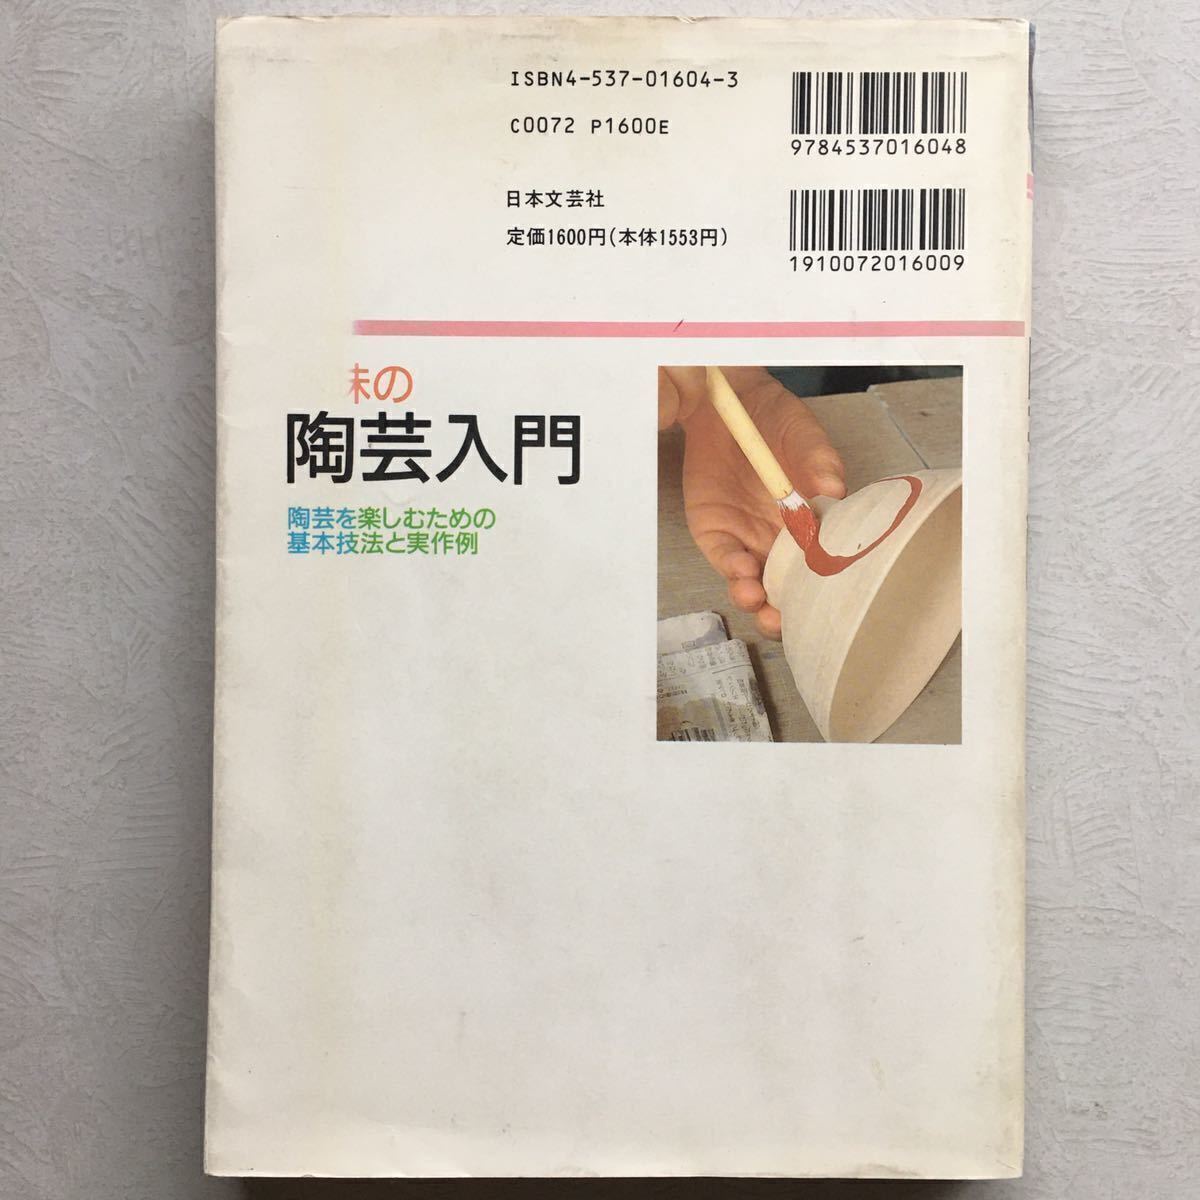 ISBN4-537-01604-3
C0072 P1600E
9784537016048
日本文芸社
定価1600円(本体1553円)
1910072016009
味の
陶芸入門
陶芸を楽しむための
基本技法と実作例